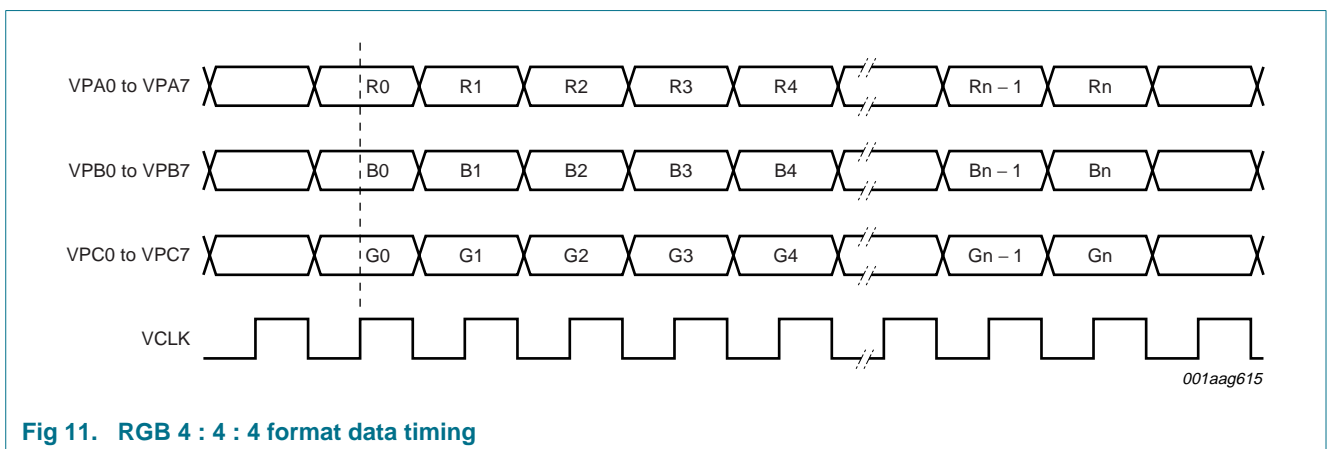 VPA0 to VPA7 R0 R1 R2 R3 R4 Rn − 1 Rn
VPB0 to VPB7 B0 B1 B2 B3 B4 Bn − 1 Bn
VPC0 to VPC7 G0 G1 G2 G3 G4 Gn − 1 Gn
VCLK
001aag615
Fig 11. RGB 4 : 4 : 4 format data timing